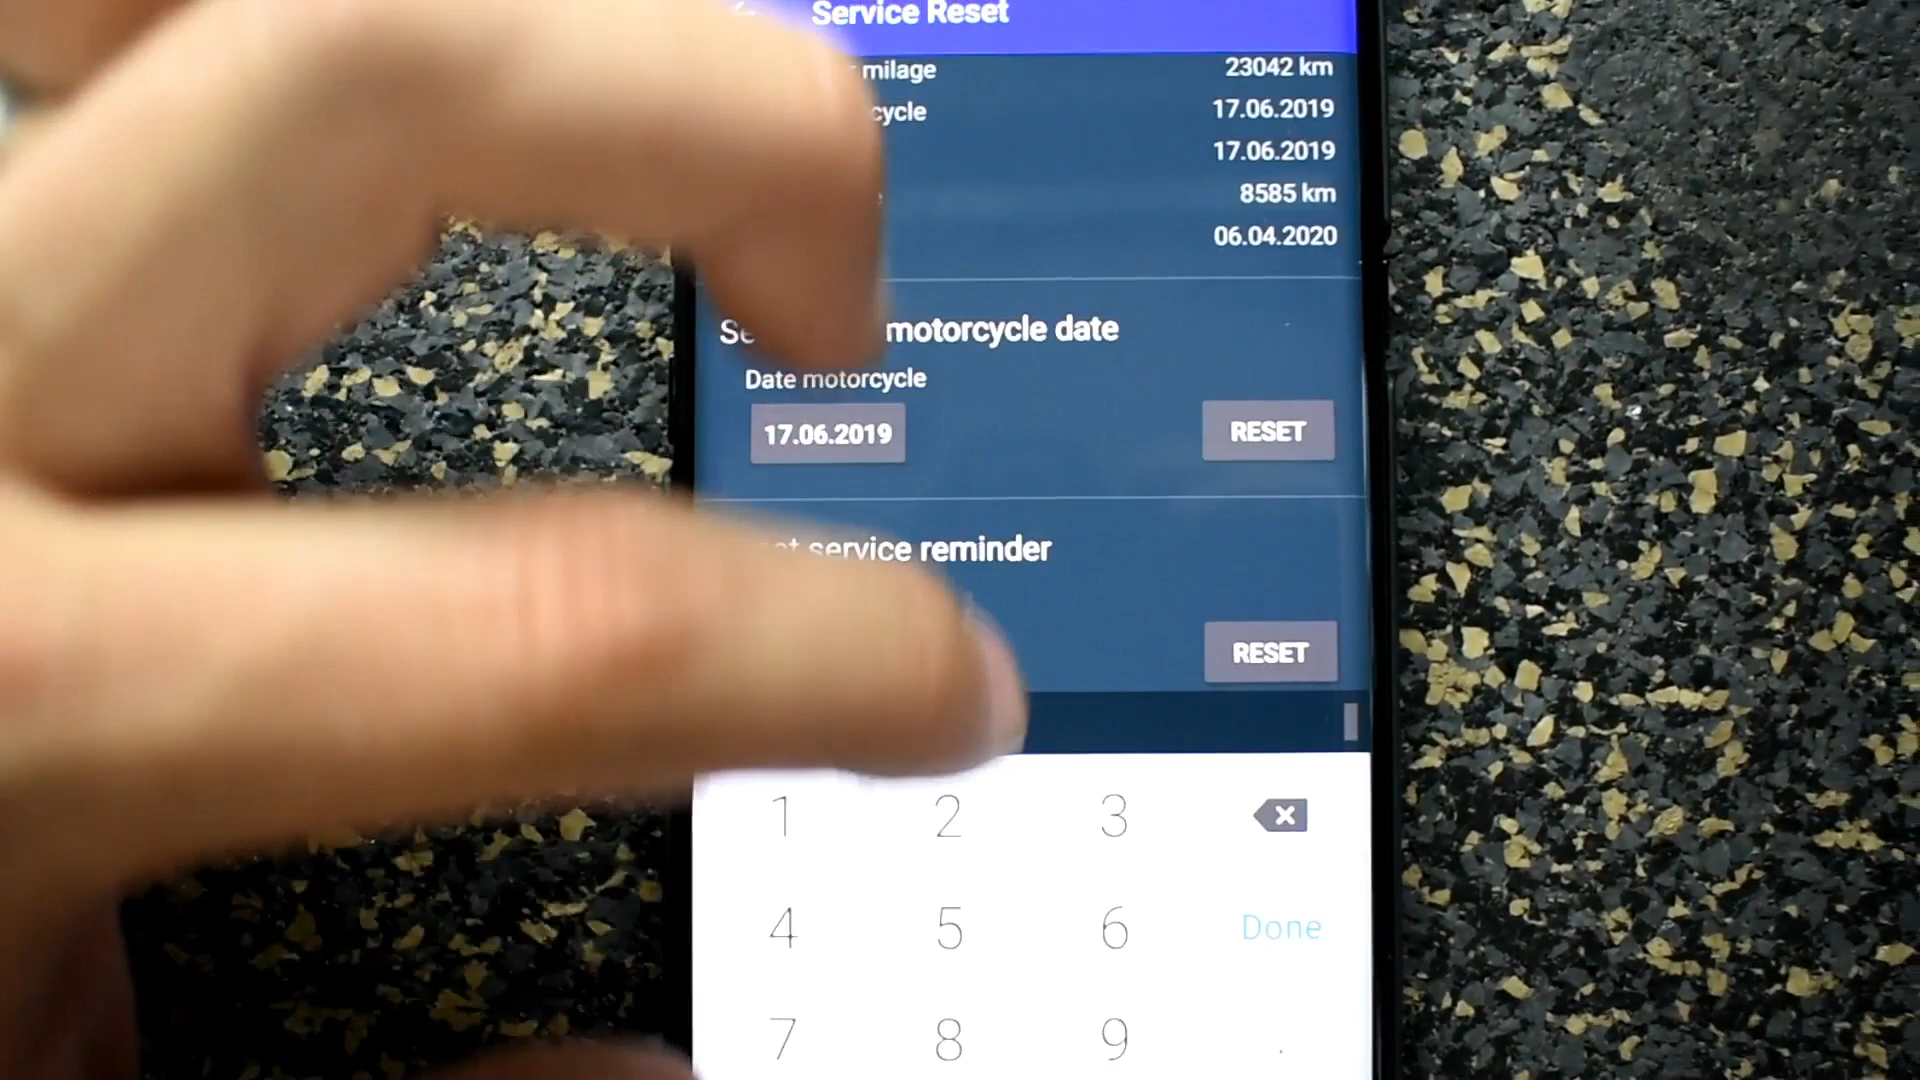 Service Reset
milage 23042 km
cycle 17.06.2019
17.06.2019
8585 km
06.04.2020
motorcycle date
Date motorcycle
17.06.2019 RESET
service reminder
RESET
1 2 3
4 5 6 Done
7 8 9 .